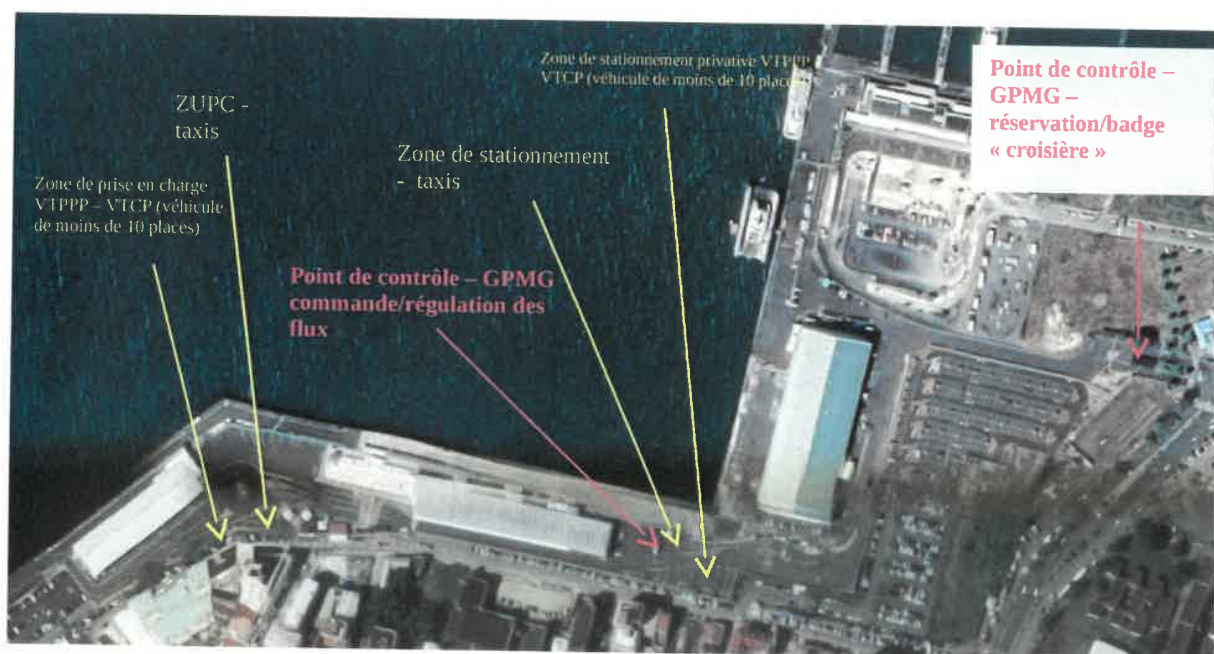 Zone de stationnement privative VTPPP
VTCP (véhicule de moins de 10 places)
Point de contrôle –
GPMG –
réservation/badge
« croisière »
ZUPC -
taxis
Zone de stationnement
- taxis
Zone de prise en charge
VTPPP – VTCP (véhicule
de moins de 10 places)
Point de contrôle – GPMG
commande/régulation des
flux